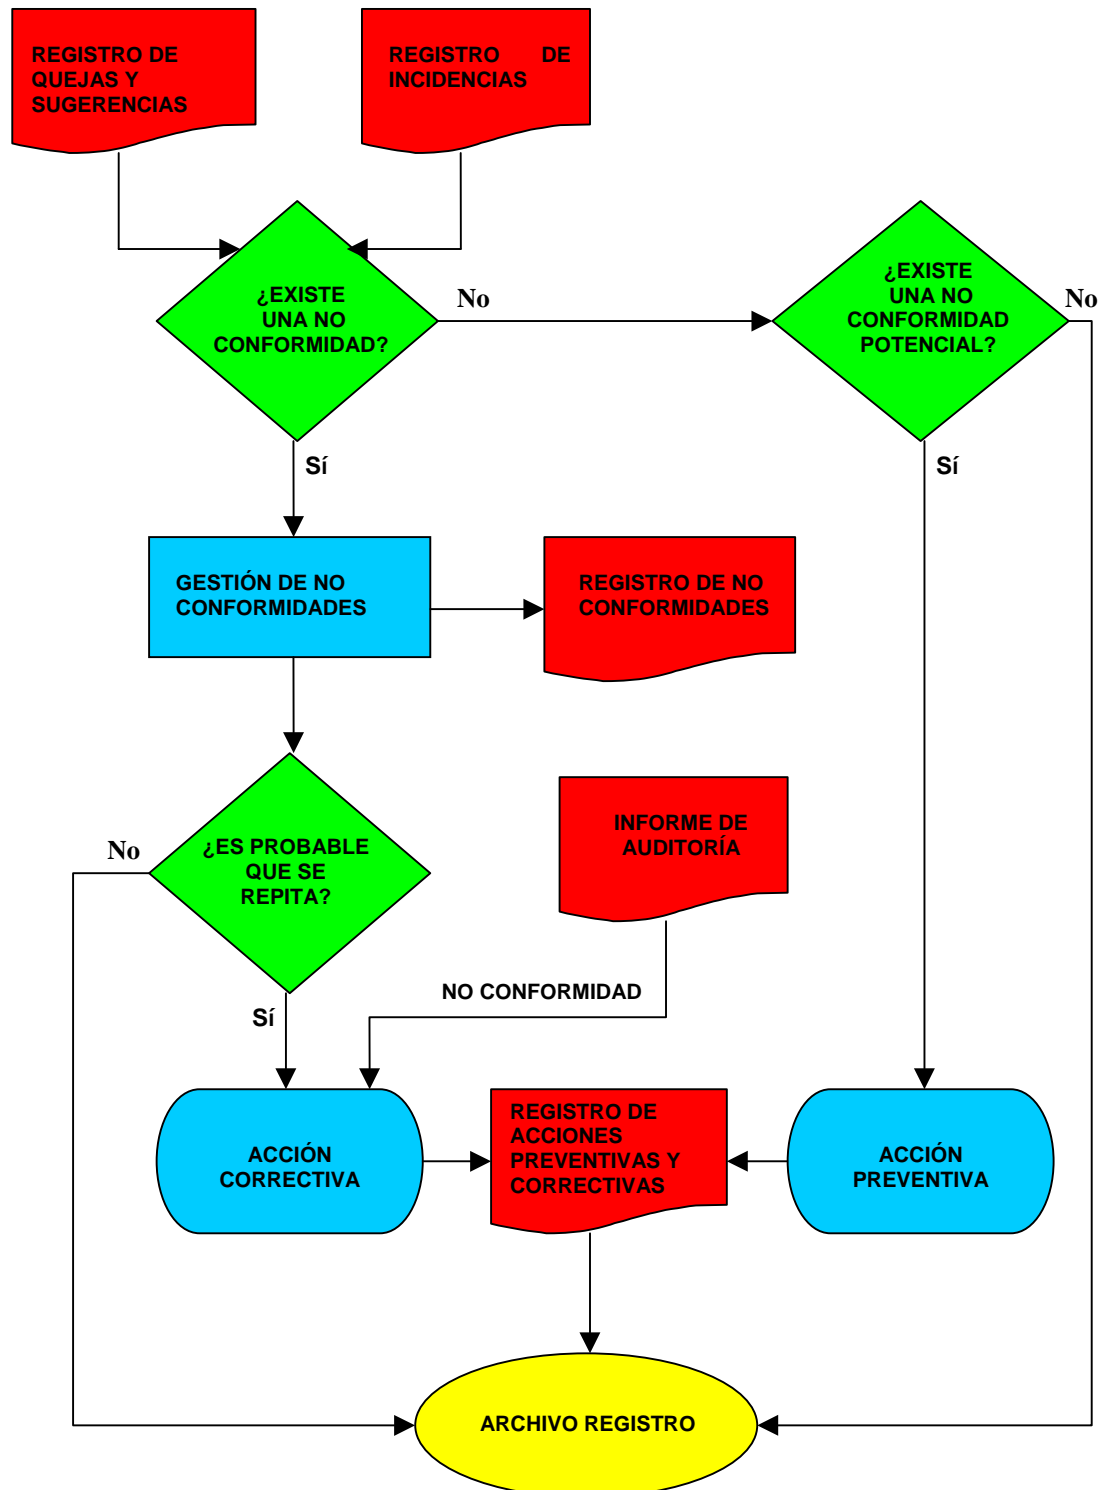 REGISTRO DE
QUEJAS Y
SUGERENCIAS
REGISTRO DE
INCIDENCIAS
¿EXISTE
UNA NO
CONFORMIDAD?
No
¿EXISTE
UNA NO
CONFORMIDAD
POTENCIAL?
No
Sí
Sí
GESTIÓN DE NO
CONFORMIDADES
REGISTRO DE NO
CONFORMIDADES
No
¿ES PROBABLE
QUE SE
REPITA?
INFORME DE
AUDITORÍA
NO CONFORMIDAD
Sí
ACCIÓN
CORRECTIVA
REGISTRO DE
ACCIONES
PREVENTIVAS Y
CORRECTIVAS
ACCIÓN
PREVENTIVA
ARCHIVO REGISTRO